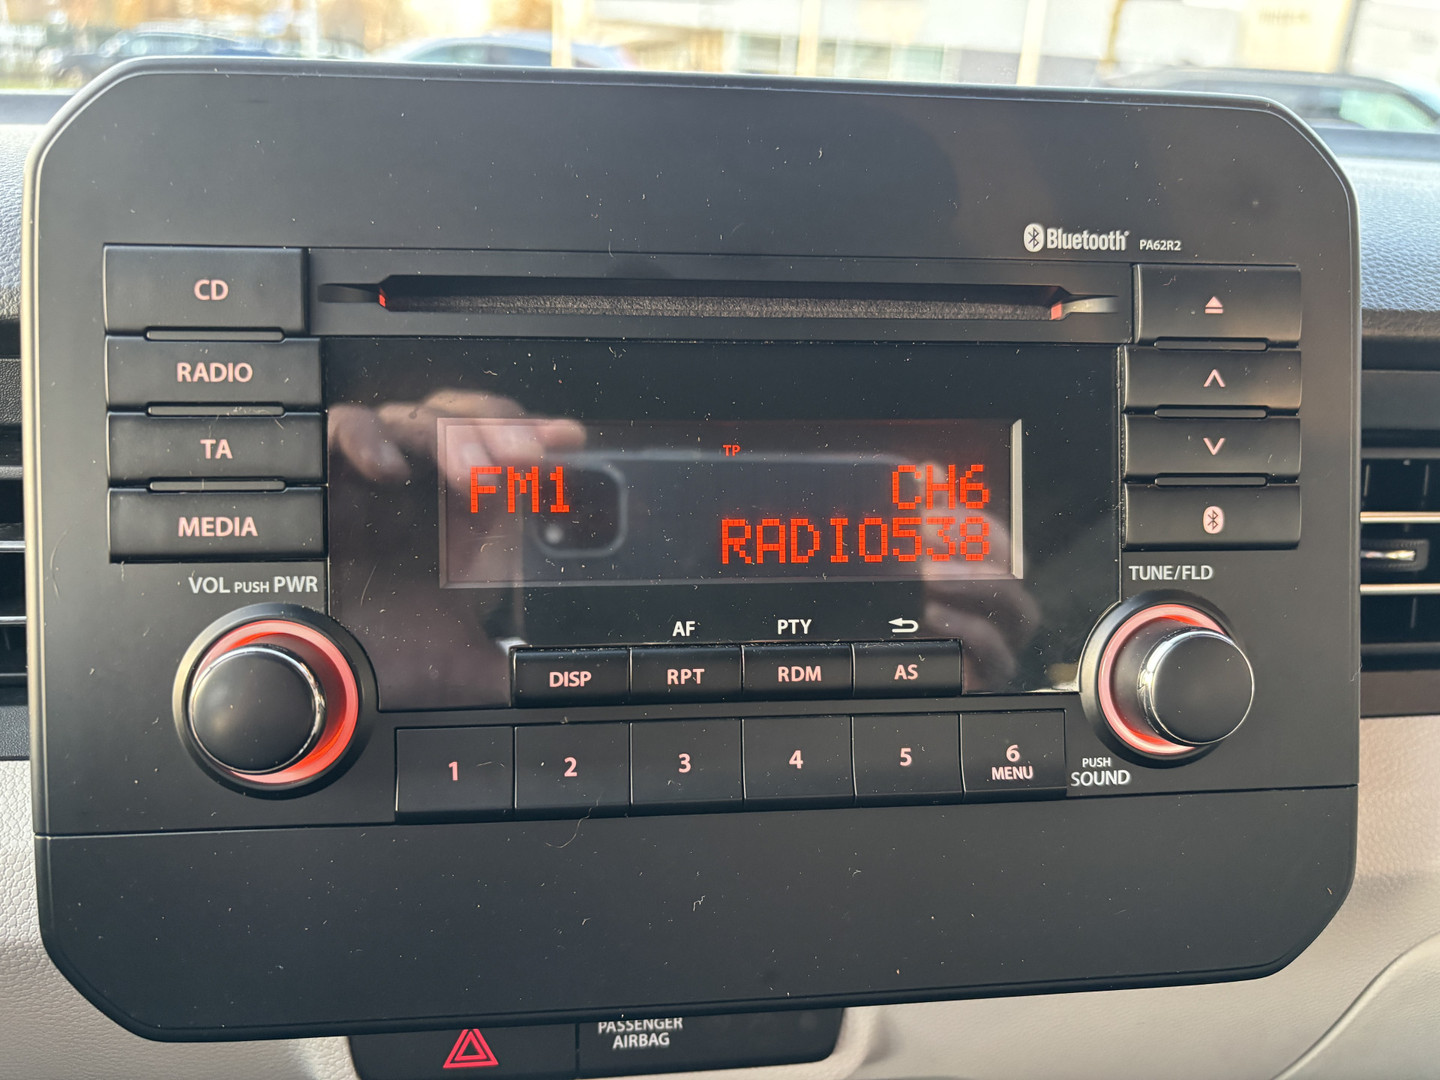 Bluetooth® PA62R2
CD
RADIO
TA
MEDIA
TP
FM1 CH6
RADIO538
VOL PUSH PWR
TUNE/FLD
AF PTY
DISP RPT RDM AS
1 2 3 4 5 6
MENU
PUSH
SOUND
PASSENGER
AIRBAG